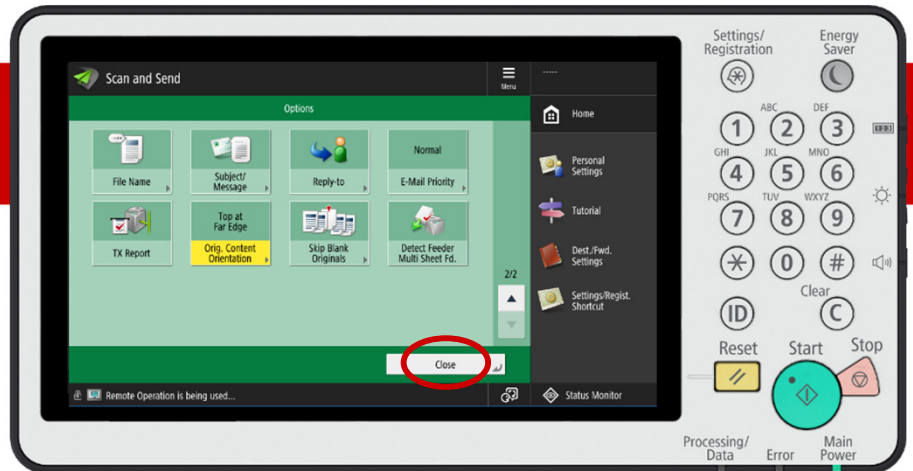 Settings/
Registration
Energy
Saver
Scan and Send
Menu
-----
Options
Home
File Name
Subject/
Message
Reply-to
Normal
E-Mail Priority
Personal
Settings
TX Report
Top at
Far Edge
Orig. Content
Orientation
Skip Blank
Originals
Detect Feeder
Multi Sheet Fd.
Tutorial
Dest./Fwd.
Settings
2/2
Settings/Regist.
Shortcut
Close
Remote Operation is being used...
Status Monitor
ABC DEF
1 2 3
GHI JKL MNO
4 5 6
PQRS TUV WXYZ
7 8 9
0 #
Clear
ID C
Reset Start Stop
Processing/
Data
Error
Main
Power